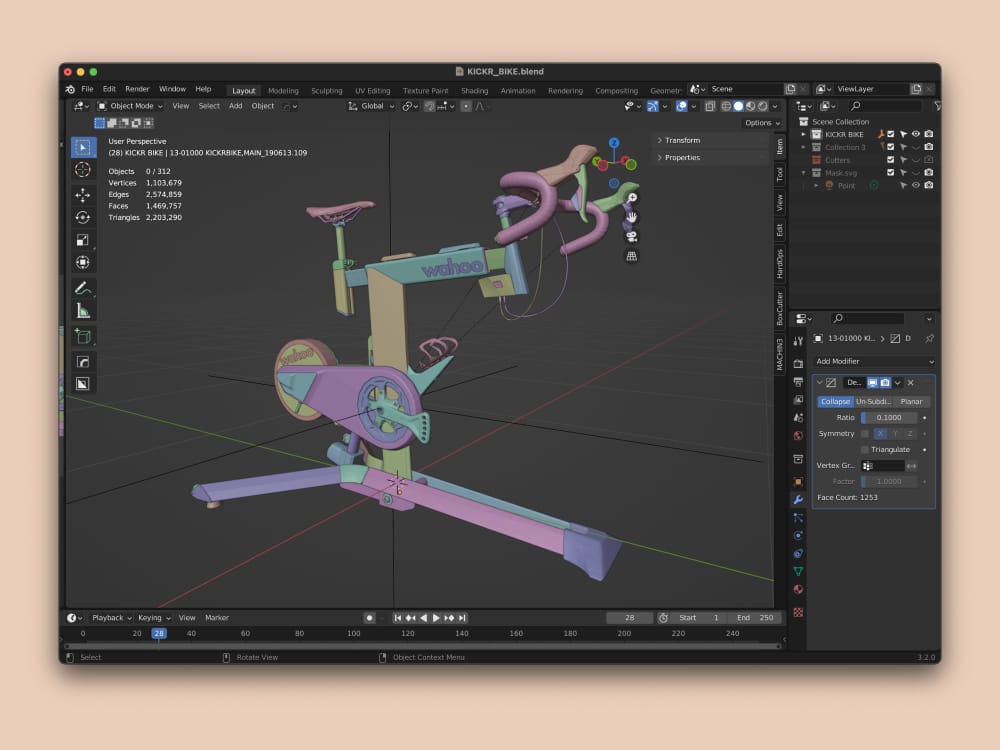 KICKR_BIKE.blend
File Edit Render Window Help
Layout Modeling Sculpting UV Editing Texture Paint Shading Animation Rendering Compositing Geometr
Scene
ViewLayer
Object Mode View Select Add Object
Global
Options
User Perspective
(28) KICKR BIKE | 13-01000 KICKRBIKE,MAIN_190613.109
Objects 0 / 312
Vertices 1,103,679
Edges 2,574,859
Faces 1,469,757
Triangles 2,203,290
Transform
Properties
Item
Tool
View
Edit
HardOps
BoxCutter
MACHIN3
Z
wahoo
wahoo
Scene Collection
KICKR BIKE
Collection 3
Cutters
Mask.svg
Point
13-01000 KI... D
Add Modifier
De...
Collapse Un-Subdi... Planar
Ratio 0.1000
Symmetry X Y Z
Triangulate
Vertex Gr...
Factor 1.0000
Face Count: 1253
Playback Keying View Marker
28 Start 1 End 250
0 20 28 40 60 80 100 120 140 160 180 200 220 240
Select Rotate View Object Context Menu 3.2.0